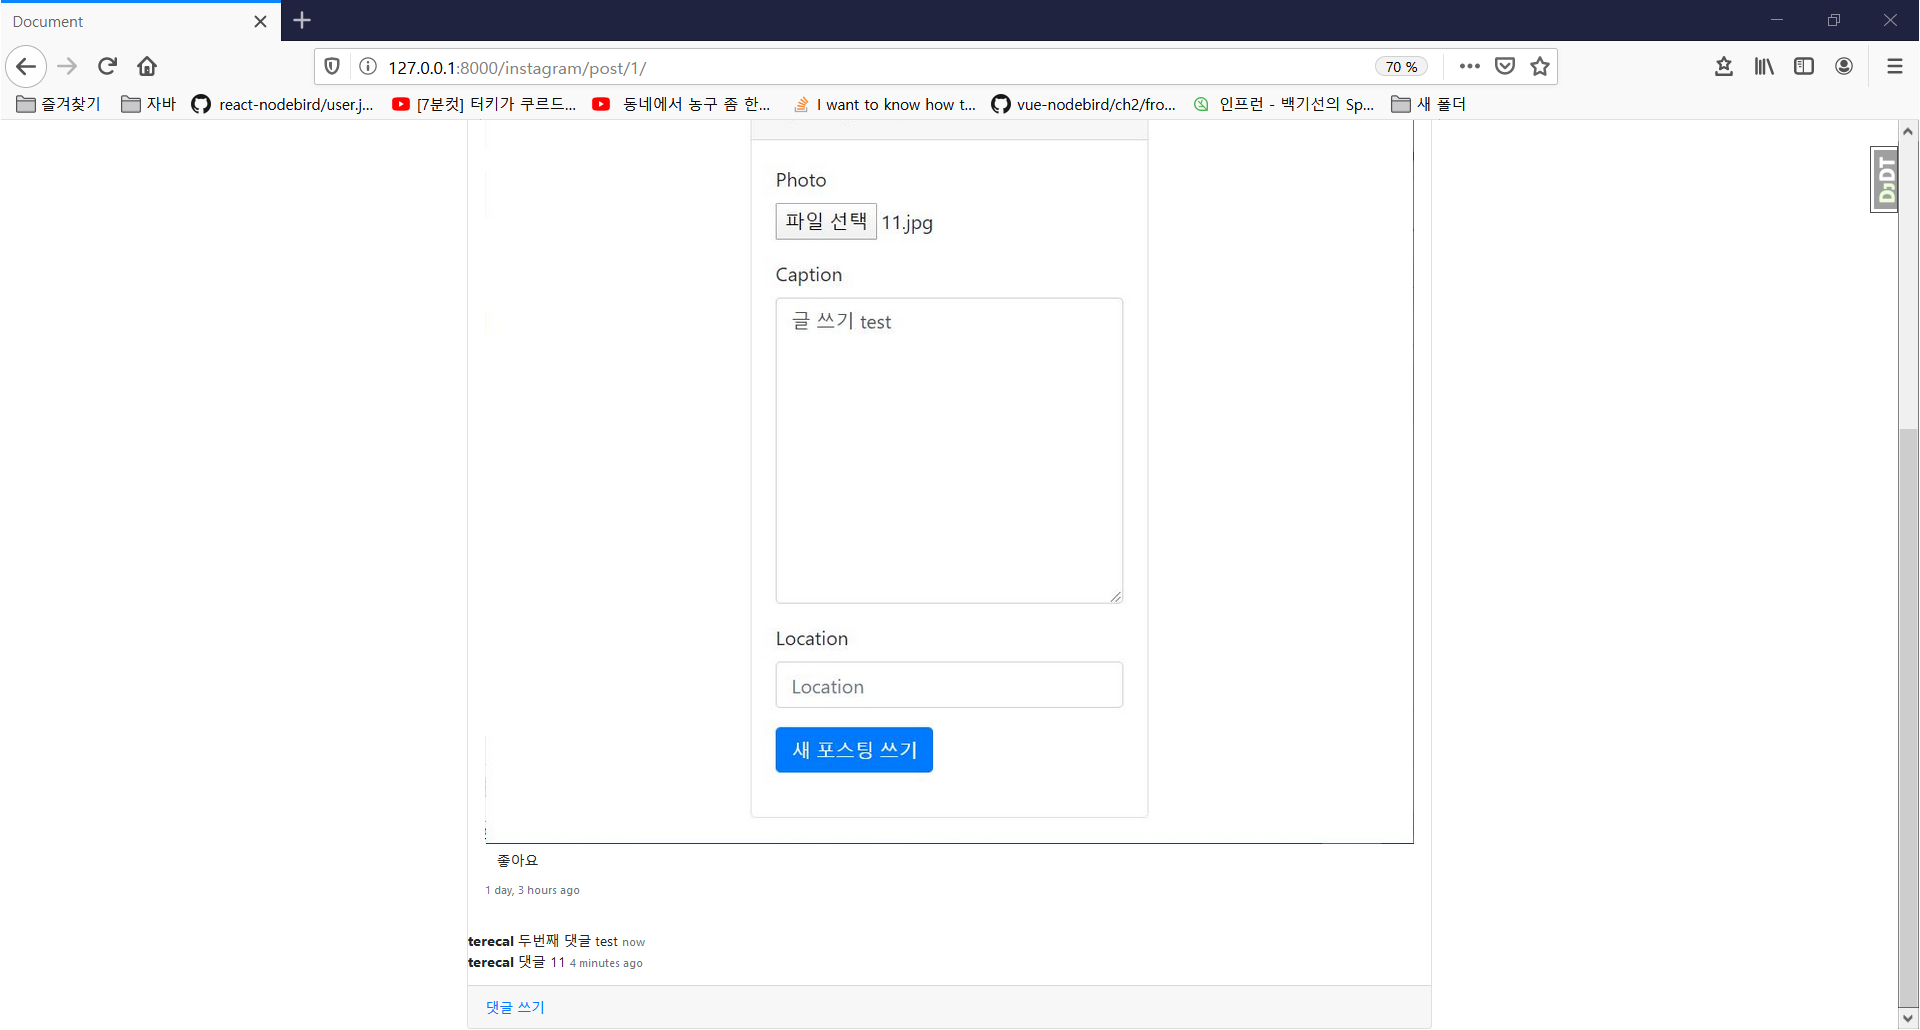 Document
127.0.0.1:8000/instagram/post/1/
70 %
즐겨찾기 자바 react-nodebird/user.j... [7분컷] 터키가 쿠르드... 동네에서 농구 좀 한... I want to know how t... vue-nodebird/ch2/fro... 인프런 - 백기선의 Sp... 새 폴더
DjDT
Photo
파일 선택 11.jpg
Caption
글 쓰기 test
Location
Location
새 포스팅 쓰기
좋아요
1 day, 3 hours ago
terecal 두번째 댓글 test now
terecal 댓글 11 4 minutes ago
댓글 쓰기